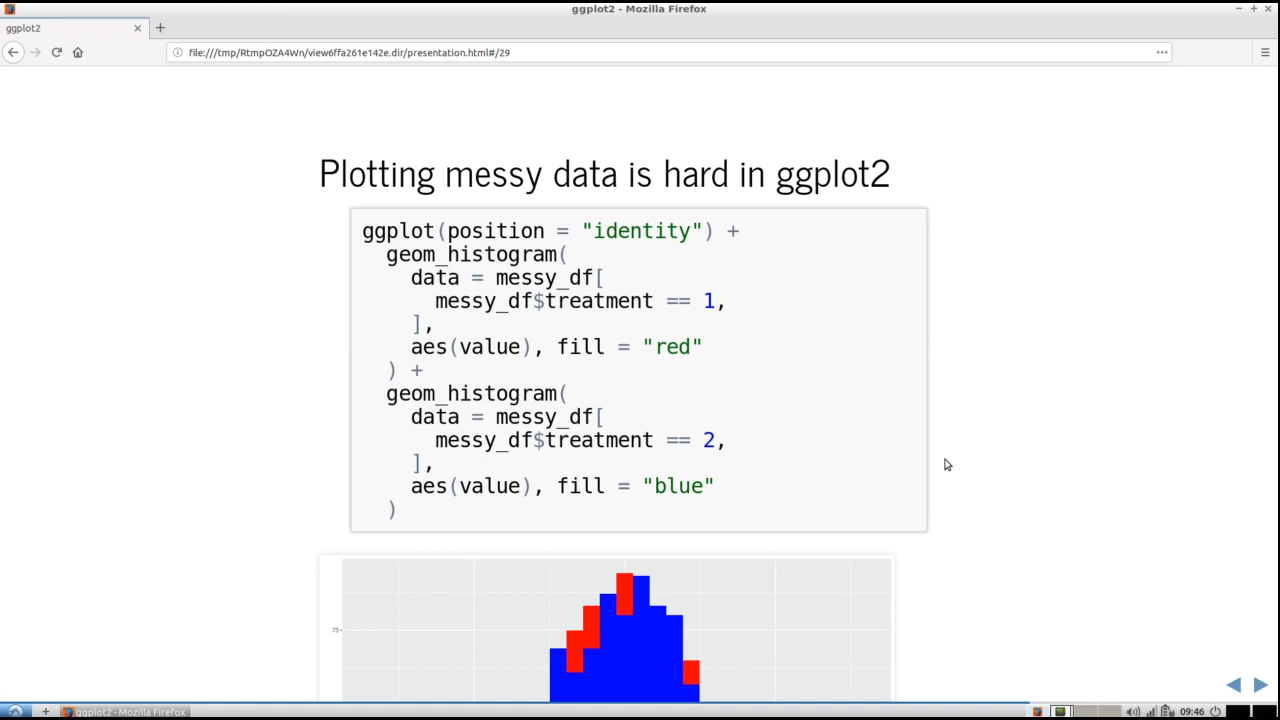 ggplot2 - Mozilla Firefox
ggplot2
file:///tmp/RtmpOZA4Wn/view6ffa261e142e.dir/presentation.html#/29
Plotting messy data is hard in ggplot2
ggplot(position = "identity") +
  geom_histogram(
    data = messy_df[
      messy_df$treatment == 1,
    ],
    aes(value), fill = "red"
  ) +
  geom_histogram(
    data = messy_df[
      messy_df$treatment == 2,
    ],
    aes(value), fill = "blue"
  )
75
ggplot2 - Mozilla Firefox
09:46